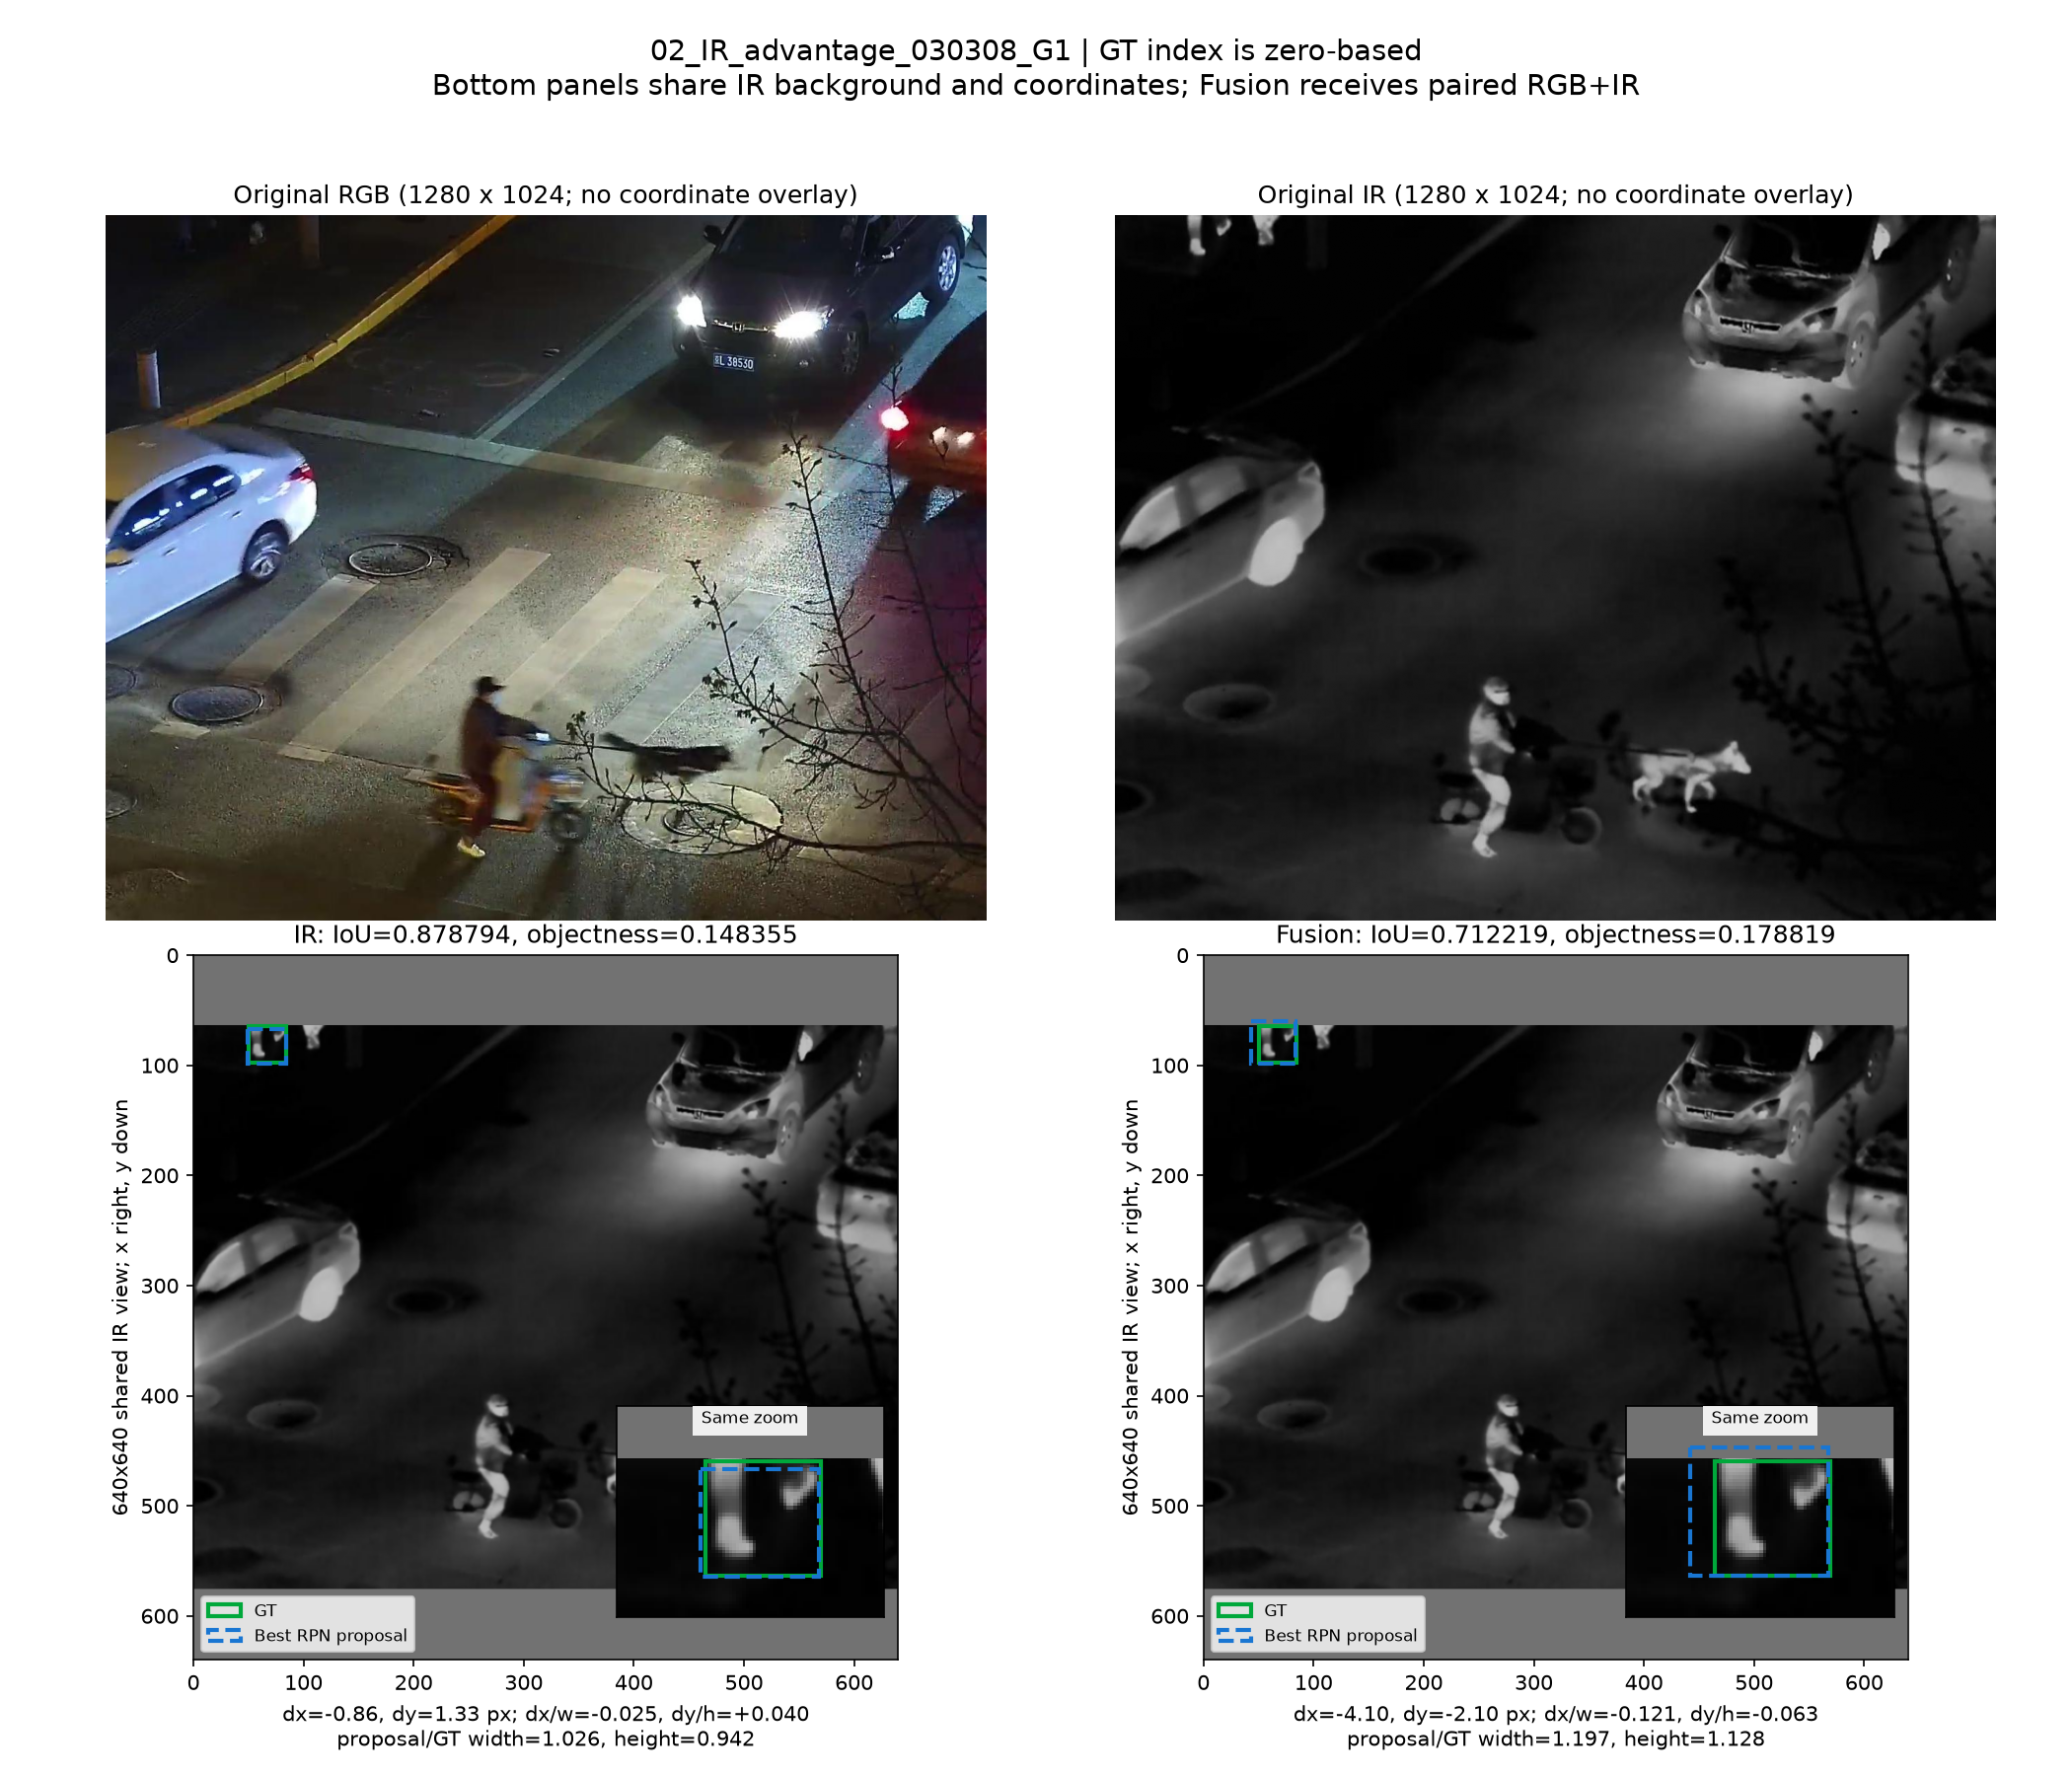 02_IR_advantage_030308_G1 | GT index is zero-based
Bottom panels share IR background and coordinates; Fusion receives paired RGB+IR
Original RGB (1280 x 1024; no coordinate overlay)
Original IR (1280 x 1024; no coordinate overlay)
L 38530
IR: IoU=0.878794, objectness=0.148355
Fusion: IoU=0.712219, objectness=0.178819
640x640 shared IR view; x right, y down
0
100
200
300
400
500
600
Same zoom
GT
Best RPN proposal
0 100 200 300 400 500 600
dx=-0.86, dy=1.33 px; dx/w=-0.025, dy/h=+0.040
proposal/GT width=1.026, height=0.942
640x640 shared IR view; x right, y down
0
100
200
300
400
500
600
Same zoom
GT
Best RPN proposal
0 100 200 300 400 500 600
dx=-4.10, dy=-2.10 px; dx/w=-0.121, dy/h=-0.063
proposal/GT width=1.197, height=1.128